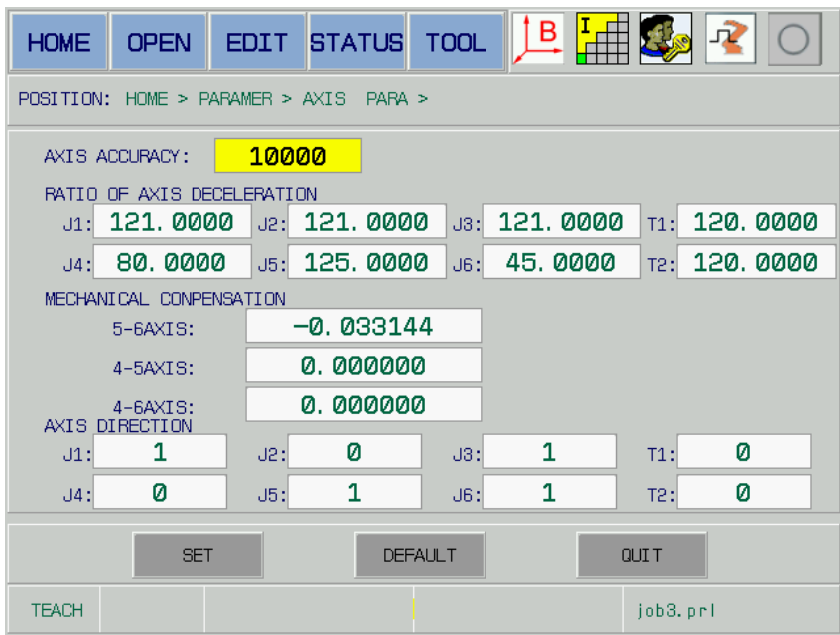 HOME OPEN EDIT STATUS TOOL B I
POSITION: HOME > PARAMER > AXIS PARA >
AXIS ACCURACY: 10000
RATIO OF AXIS DECELERATION
J1: 121.0000 J2: 121.0000 J3: 121.0000 T1: 120.0000
J4: 80.0000 J5: 125.0000 J6: 45.0000 T2: 120.0000
MECHANICAL CONPENSATION
5-6AXIS: -0.033144
4-5AXIS: 0.000000
4-6AXIS: 0.000000
AXIS DIRECTION
J1: 1 J2: 0 J3: 1 T1: 0
J4: 0 J5: 1 J6: 1 T2: 0
SET DEFAULT QUIT
TEACH job3.prl